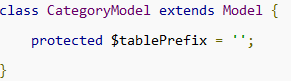 class CategoryModel extends Model {
protected $tablePrefix = '';
}